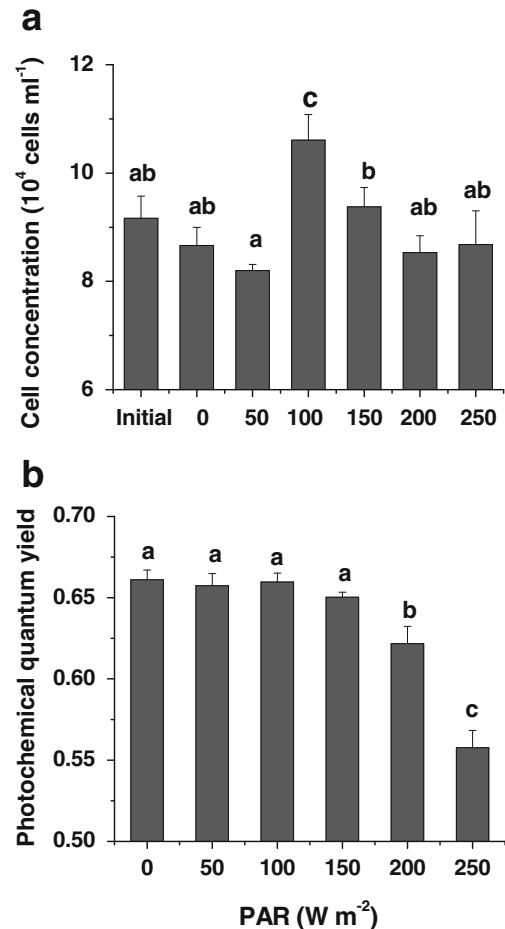 a
Cell concentration (10⁴ cells ml⁻¹)
12
10
8
6
ab
ab
a
c
b
ab
ab
Initial 0 50 100 150 200 250
b
Photochemical quantum yield
0.70
0.65
0.60
0.55
0.50
a
a
a
a
b
c
0 50 100 150 200 250
PAR (W m⁻²)